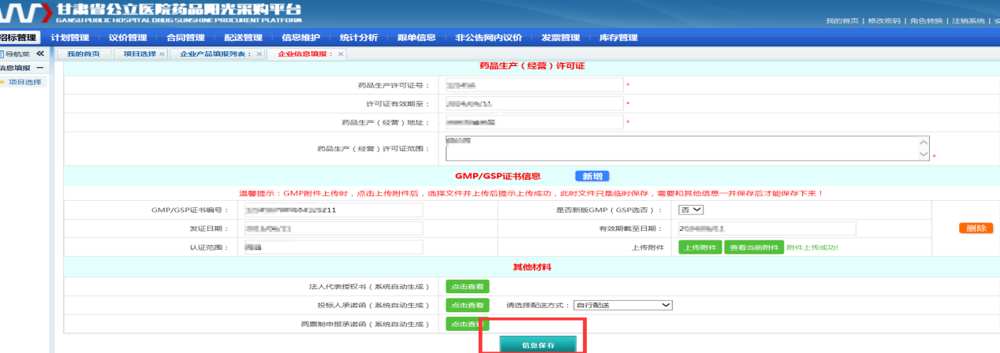 甘肃省公立医院药品阳光采购平台
GANSU PUBLIC HOSPITAL DRUG SUNSHINE PROCUREMENT PLATFORM
我的首页 | 修改密码 | 角色转换 | 注销系统 |
招标管理 计划管理 议价管理 合同管理 配送管理 信息维护 统计分析 跟单信息 非公告网内议价 发票管理 库存管理
导航菜 我的首页 项目选择 × 企业产品填报列表： × 企业信息填报： ×
信息填报
项目选择
药品生产（经营）许可证
药品生产许可证号： *
许可证有效期至： *
药品生产（经营）地址： *
药品生产（经营）许可证范围： *
GMP/GSP证书信息 新增
温馨提示：GMP附件上传时，点击上传附件后，选择文件并上传后提示上传成功，此时文件只是临时保存，需要和其他信息一并保存后才能保存下来！
GMP/GSP证书编号： 是否新版GMP（GSP选否）： 否
发证日期： 有效期截至日期： 删除
认证范围： 上传附件 上传附件 查看当前附件 附件上传成功!
其他材料
法人代表授权书（系统自动生成） 点击查看
投标人承诺函（系统自动生成） 点击查看 请选择配送方式： 自行配送
两票制申报承诺函（系统自动生成） 点击查看
信息保存